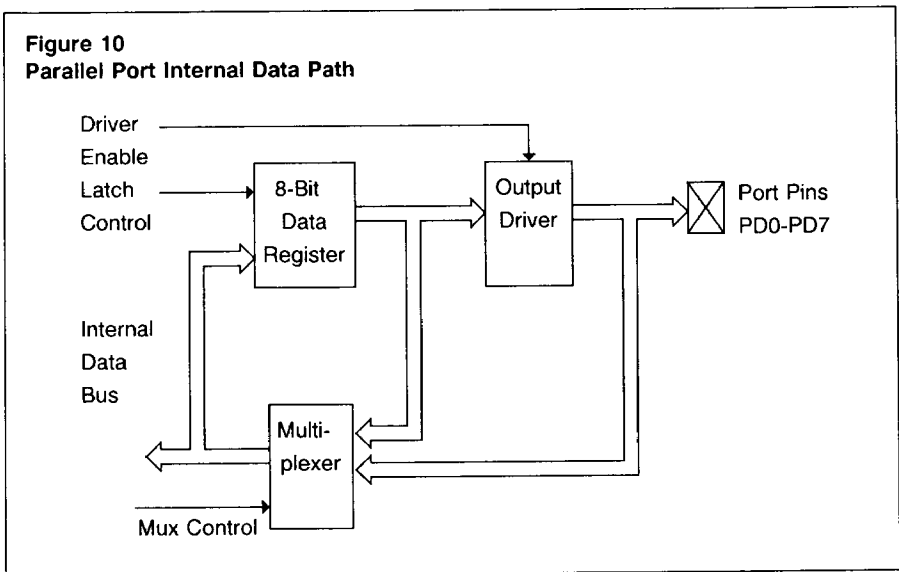 Figure 10
Parallel Port Internal Data Path
Driver
Enable
Latch
Control
8-Bit
Data
Register
Output
Driver
Port Pins
PD0-PD7
Internal
Data
Bus
Multi-
plexer
Mux Control